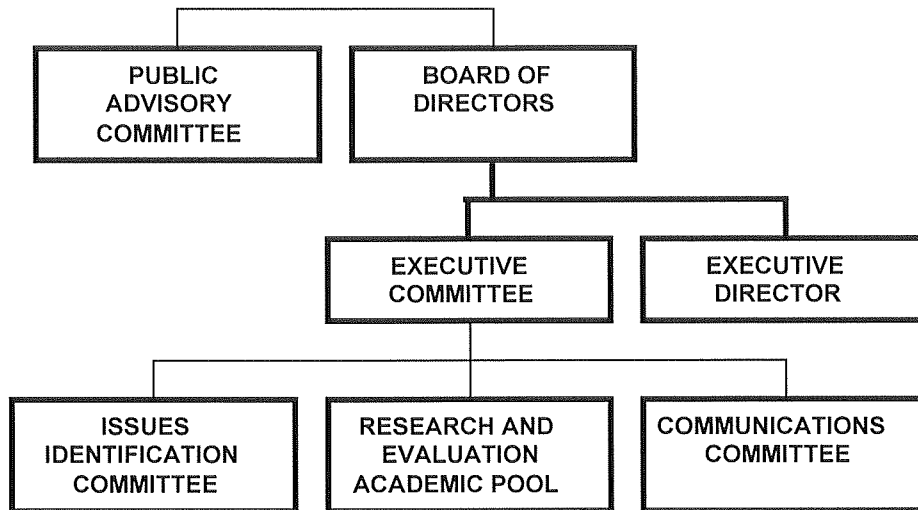 PUBLIC
ADVISORY
COMMITTEE
BOARD OF
DIRECTORS
EXECUTIVE
COMMITTEE
EXECUTIVE
DIRECTOR
ISSUES
IDENTIFICATION
COMMITTEE
RESEARCH AND
EVALUATION
ACADEMIC POOL
COMMUNICATIONS
COMMITTEE